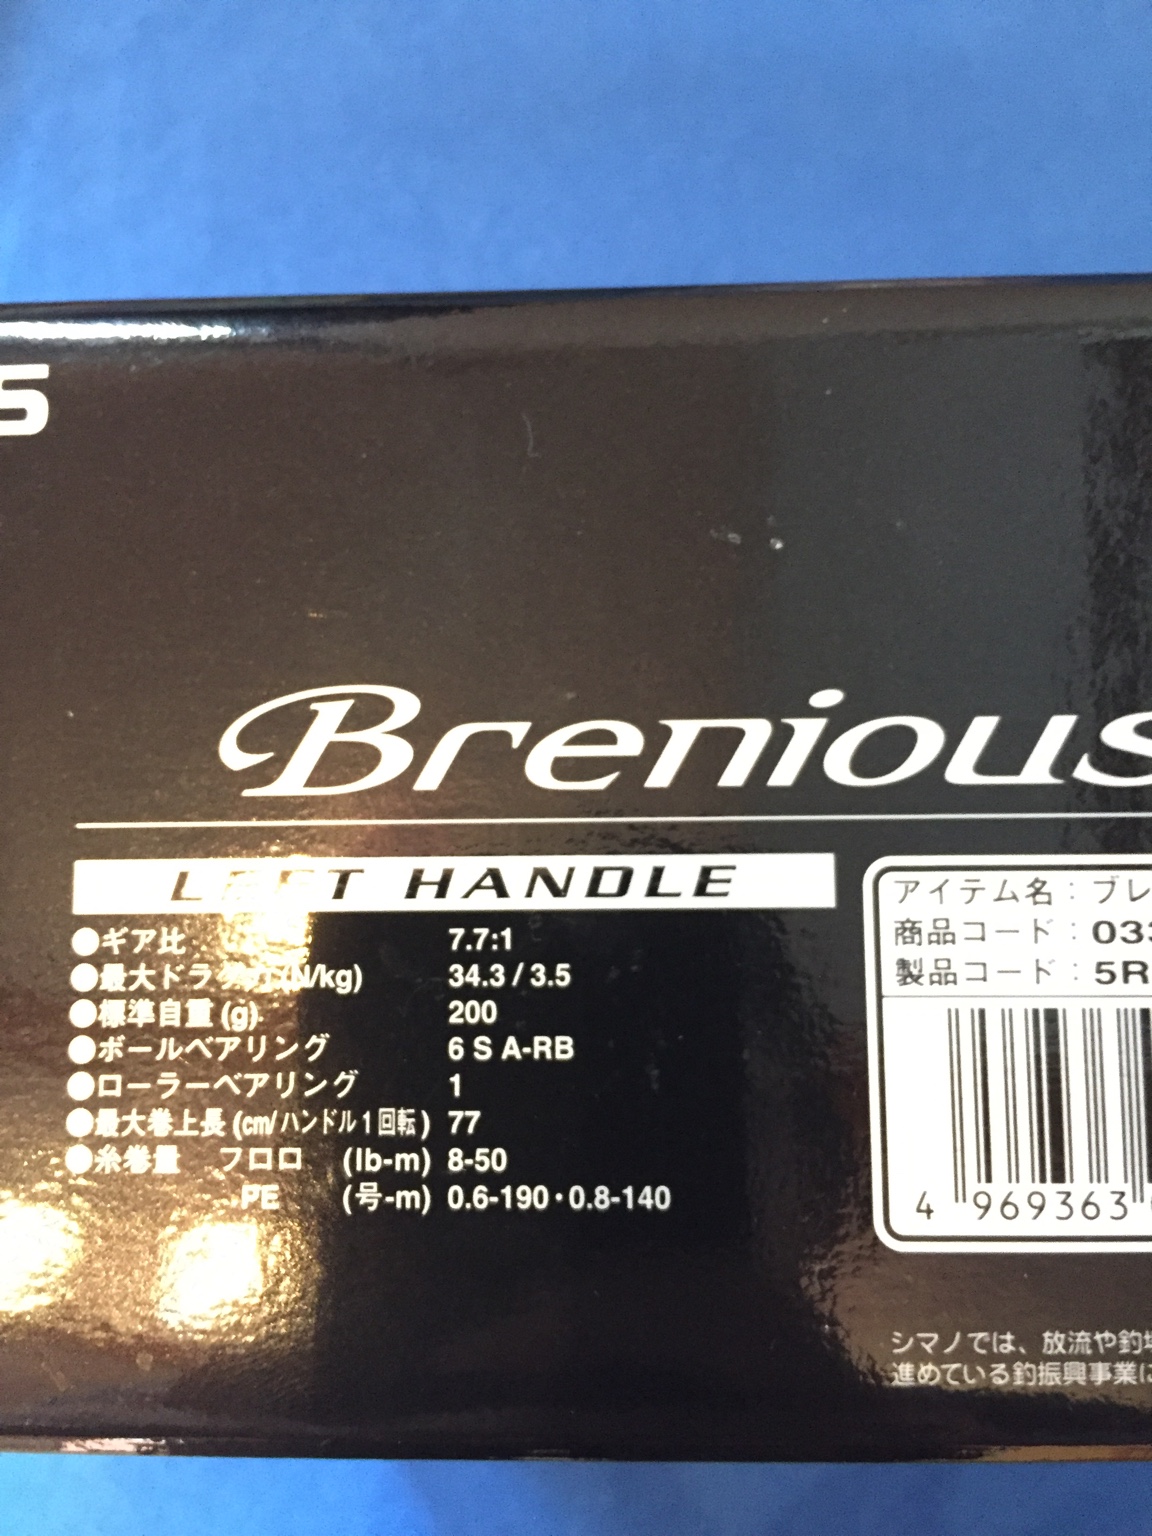 S
Brenious
LEFT HANDLE
●ギア比 7.7:1
●最大ドラグ力(N/kg) 34.3 / 3.5
●標準自重(g) 200
●ボールベアリング 6 S A-RB
●ローラーベアリング 1
●最大巻上長(cm/ハンドル1回転) 77
●糸巻量 フロロ (lb-m) 8-50
PE (号-m) 0.6-190・0.8-140
アイテム名:ブレ
商品コード:033
製品コード:5R
4 969363
シマノでは、放流や釣場
進めている釣振興事業に